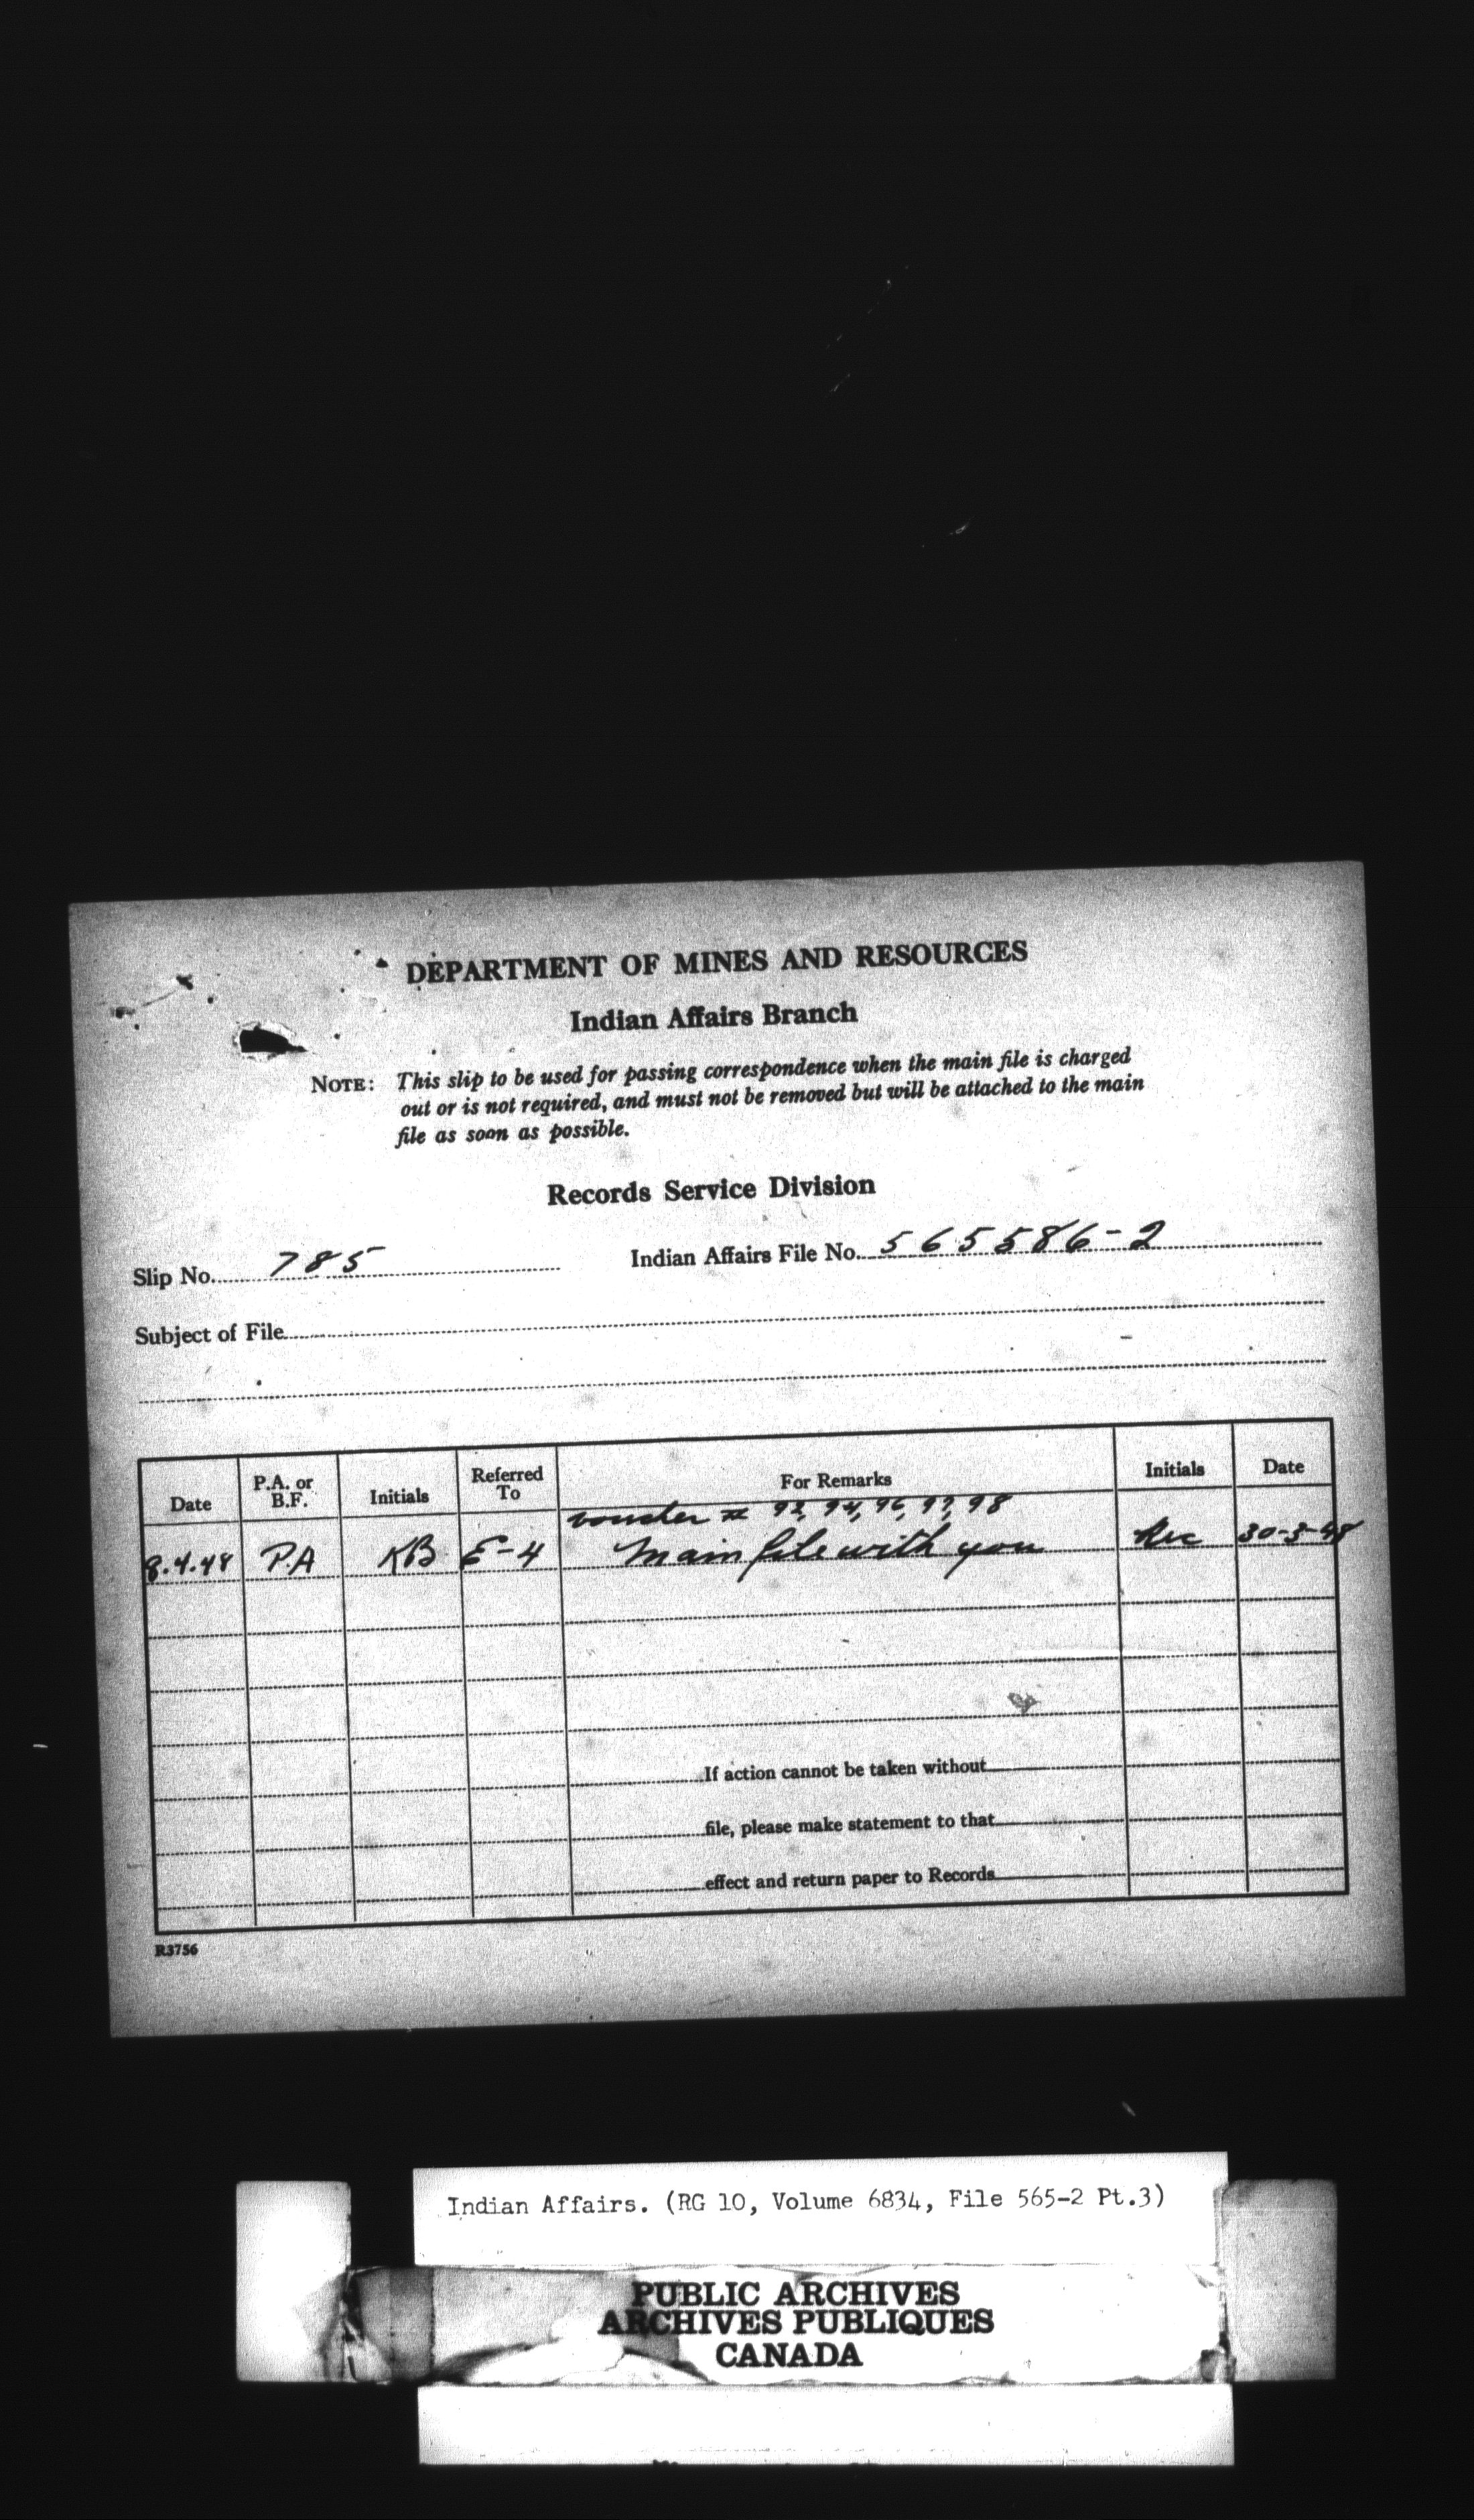 DEPARTMENT OF MINES AND RESOURCES
Indian Affairs Branch
NOTE: This slip to be used for passing correspondence when the main file is charged
out or is not required, and must not be removed but will be attached to the main
file as soon as possible.
Records Service Division
Slip No. 785 Indian Affairs File No. 565586-2
Subject of File
Date P.A. or B.F. Initials Referred To For Remarks Initials Date
voucher # 93, 94, 96, 97, 98
8.4.48 P.A KB E-4 Main file with you Rec 30-3-48
If action cannot be taken without
file, please make statement to that
effect and return paper to Records
R3756
Indian Affairs. (RG 10, Volume 6834, File 565-2 Pt.3)
PUBLIC ARCHIVES
ARCHIVES PUBLIQUES
CANADA